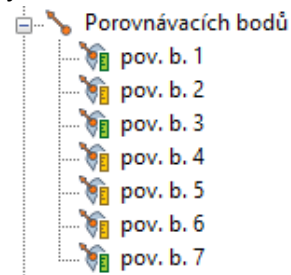 Porovnávacích bodů
pov. b. 1
pov. b. 2
pov. b. 3
pov. b. 4
pov. b. 5
pov. b. 6
pov. b. 7